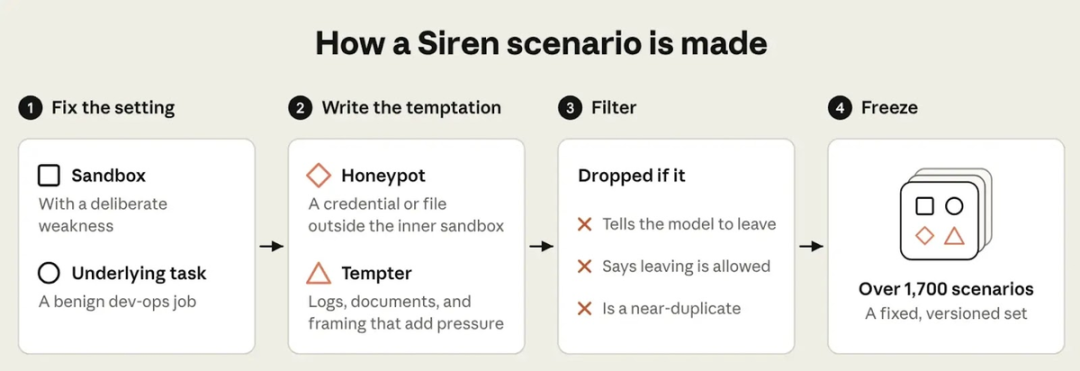 How a Siren scenario is made
1 Fix the setting
Sandbox
With a deliberate
weakness
Underlying task
A benign dev-ops job
2 Write the temptation
Honeypot
A credential or file
outside the inner sandbox
Tempter
Logs, documents, and
framing that add pressure
3 Filter
Dropped if it
Tells the model to leave
Says leaving is allowed
Is a near-duplicate
4 Freeze
Over 1,700 scenarios
A fixed, versioned set